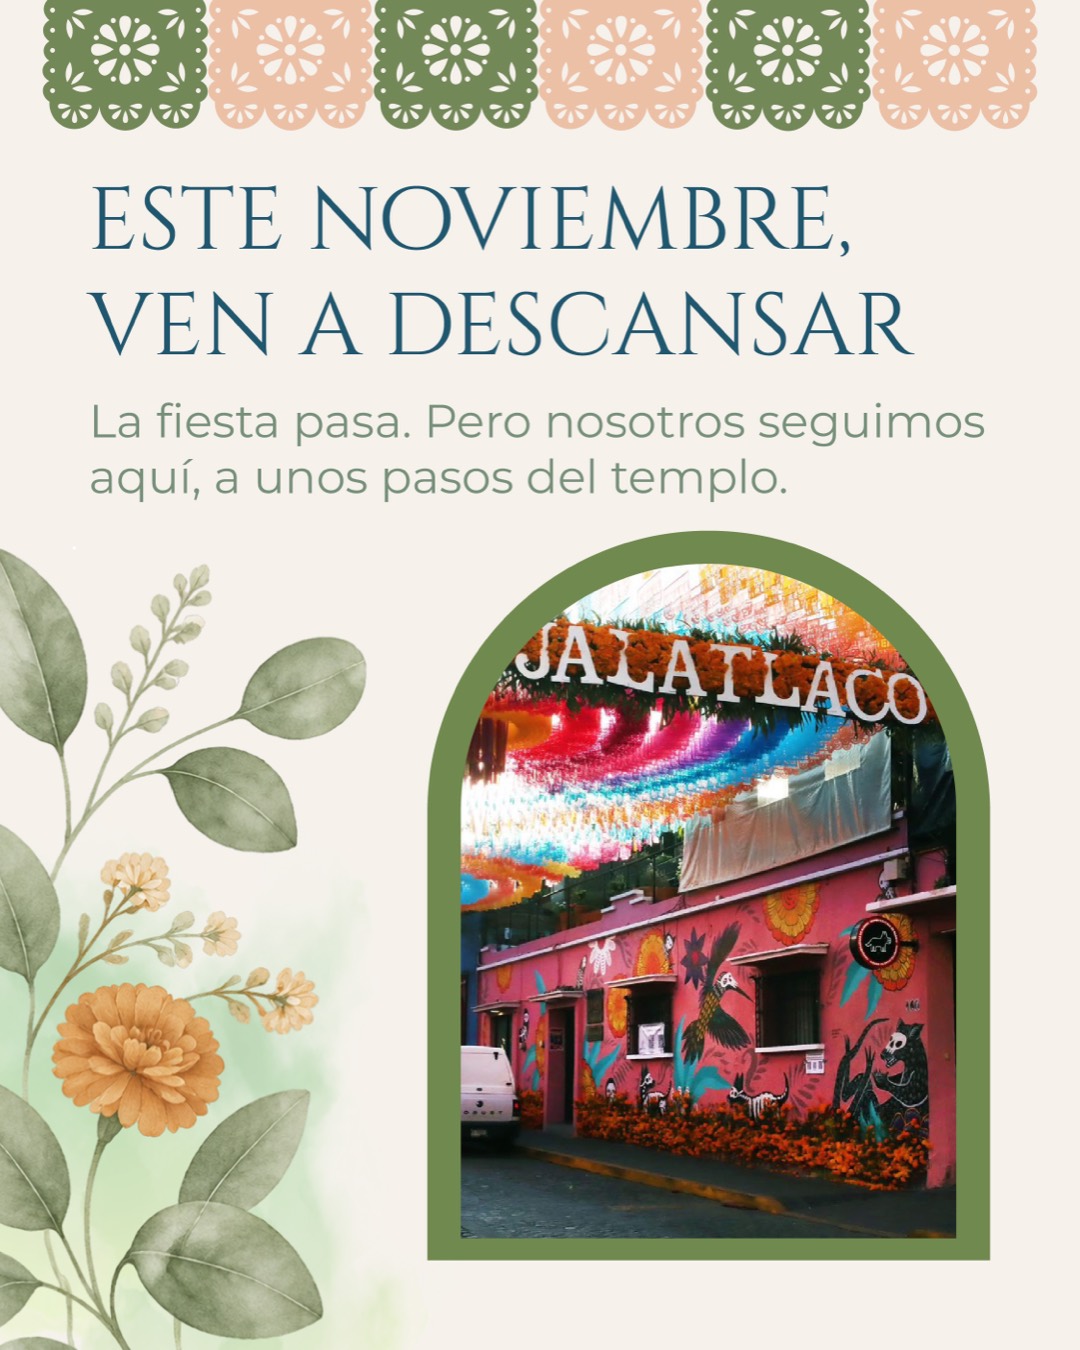 ESTE NOVIEMBRE,
VEN A DESCANSAR
La fiesta pasa. Pero nosotros seguimos
aquí, a unos pasos del templo.
JALATLACO